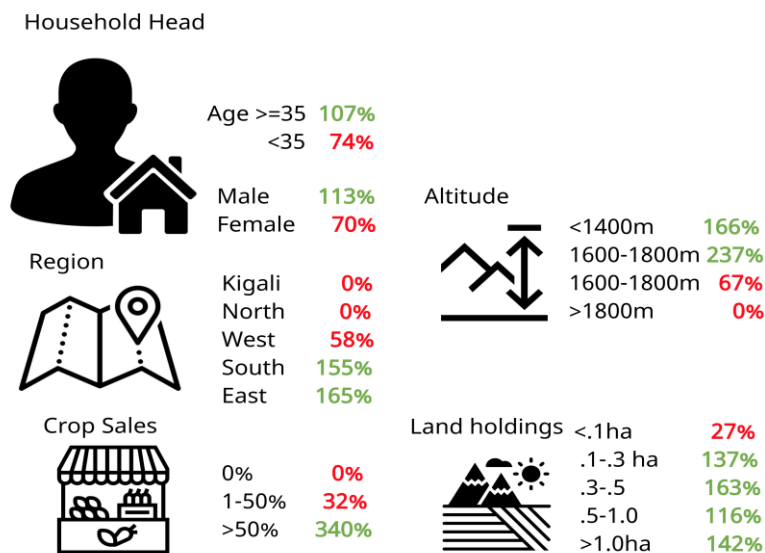 Household Head
Age >=35 107%
<35 74%
Male 113%
Female 70%
Region
Kigali 0%
North 0%
West 58%
South 155%
East 165%
Crop Sales
0% 0%
1-50% 32%
>50% 340%
Altitude
<1400m 166%
1600-1800m 237%
1600-1800m 67%
>1800m 0%
Land holdings
<.1ha 27%
.1-.3 ha 137%
.3-.5 163%
.5-1.0 116%
>1.0ha 142%